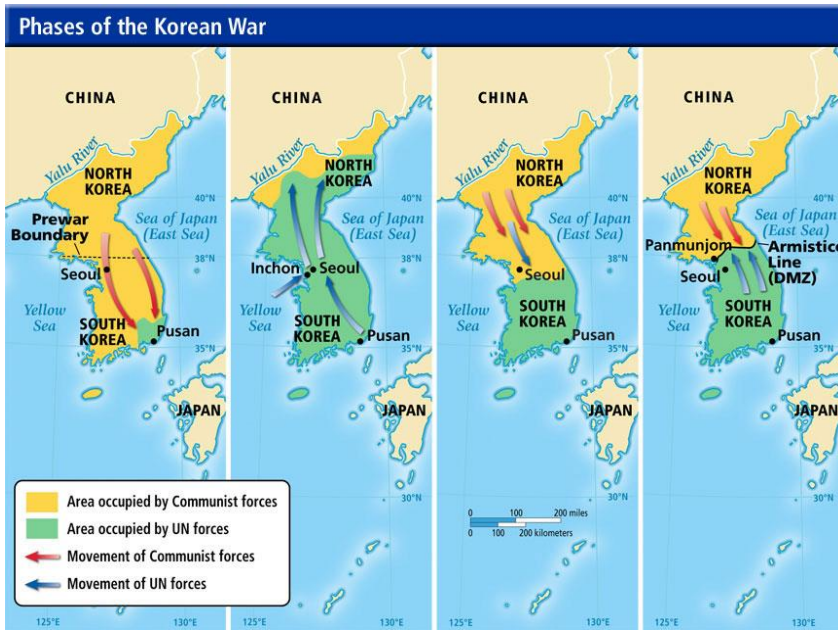 Phases of the Korean War
CHINA
Yalu River
NORTH
KOREA
40°N
Sea of Japan
(East Sea)
Prewar
Boundary
38°N
Seoul
Yellow
Sea
SOUTH
KOREA
Pusan
35°N
JAPAN
130°E
CHINA
Yalu River
NORTH
KOREA
40°N
Sea of Japan
(East Sea)
38°N
Inchon
Seoul
Yellow
Sea
SOUTH
KOREA
Pusan
35°N
JAPAN
30°N
125°E
130°E
CHINA
Yalu River
NORTH
KOREA
40°N
Sea of Japan
(East Sea)
38°N
Seoul
Yellow
Sea
SOUTH
KOREA
Pusan
35°N
JAPAN
30°N
0 100 200 miles
0 100 200 kilometers
125°E
130°E
CHINA
Yalu River
NORTH
KOREA
40°N
Sea of Japan
(East Sea)
Panmunjom
Armistice
Line
(DMZ)
38°N
Seoul
Yellow
Sea
SOUTH
KOREA
Pusan
35°N
JAPAN
30°N
125°E
130°E
Area occupied by Communist forces
Area occupied by UN forces
Movement of Communist forces
Movement of UN forces
125°E